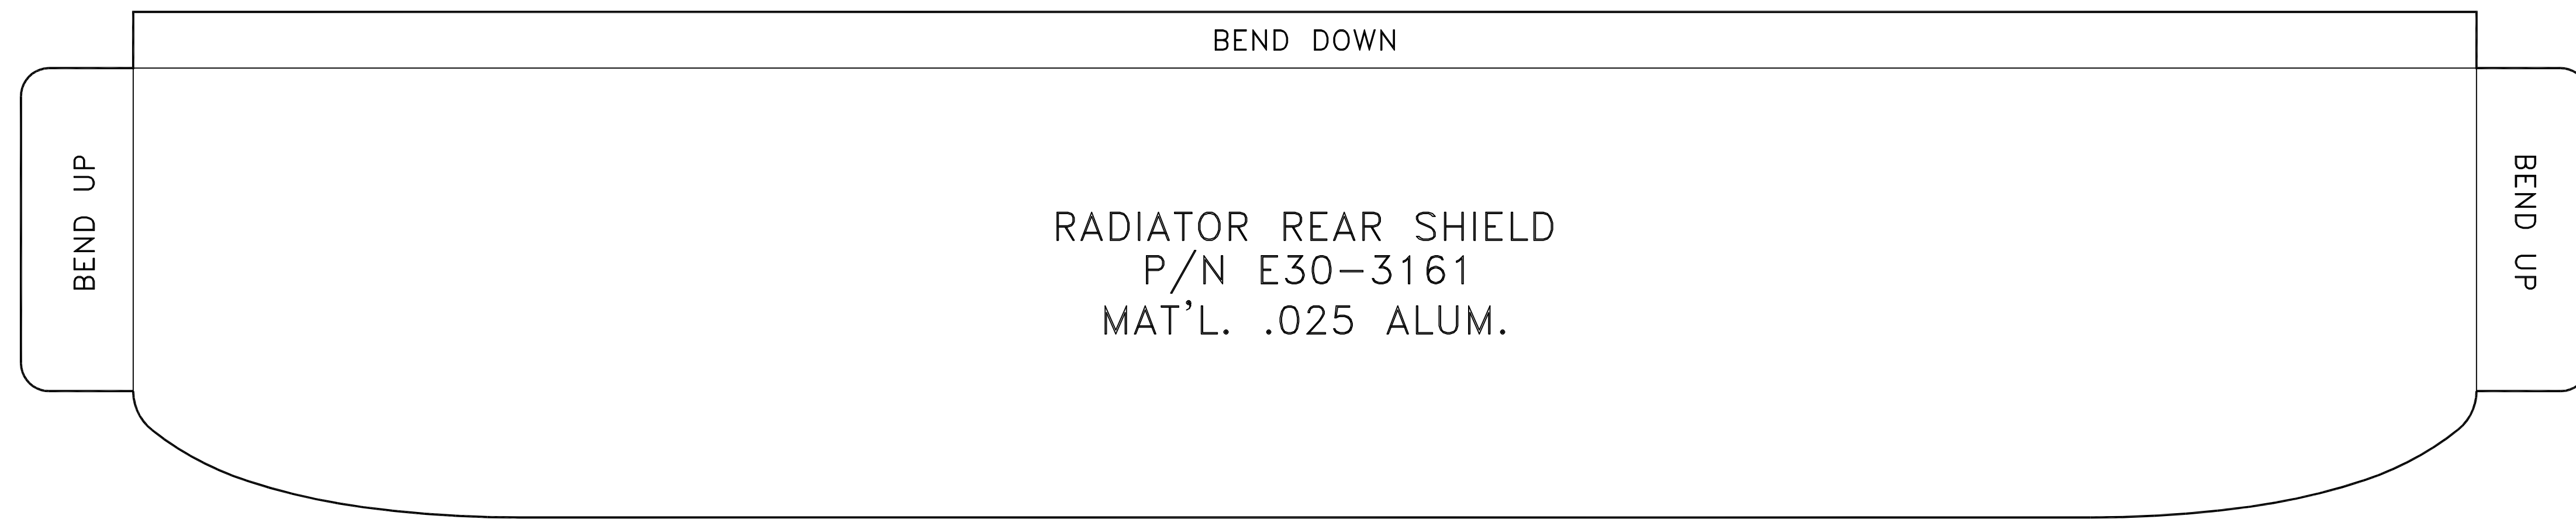 BEND DOWN
BEND UP
RADIATOR REAR SHIELD
P/N E30-3161
MAT'L. .025 ALUM.
BEND UP